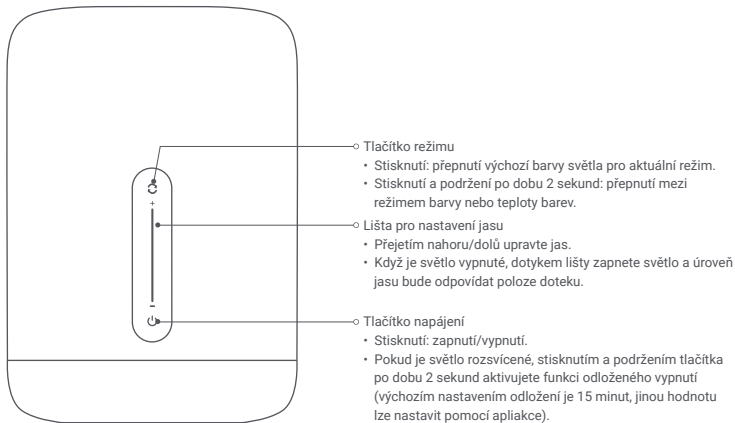 Tlačítko režimu
• Stisknutí: přepnutí výchozí barvy světla pro aktuální režim.
• Stisknutí a podržení po dobu 2 sekund: přepnutí mezi
režimem barvy nebo teploty barev.
Lišta pro nastavení jasu
• Přejetím nahoru/dolů upravte jas.
• Když je světlo vypnuté, dotykem lišty zapnete světlo a úroveň
jasu bude odpovídat poloze doteku.
Tlačítko napájení
• Stisknutí: zapnutí/vypnutí.
• Pokud je světlo rozsvícené, stisknutím a podržením tlačítka
po dobu 2 sekund aktivujete funkci odloženého vypnutí
(výchozím nastavením odložení je 15 minut, jinou hodnotu
lze nastavit pomocí apliakce).